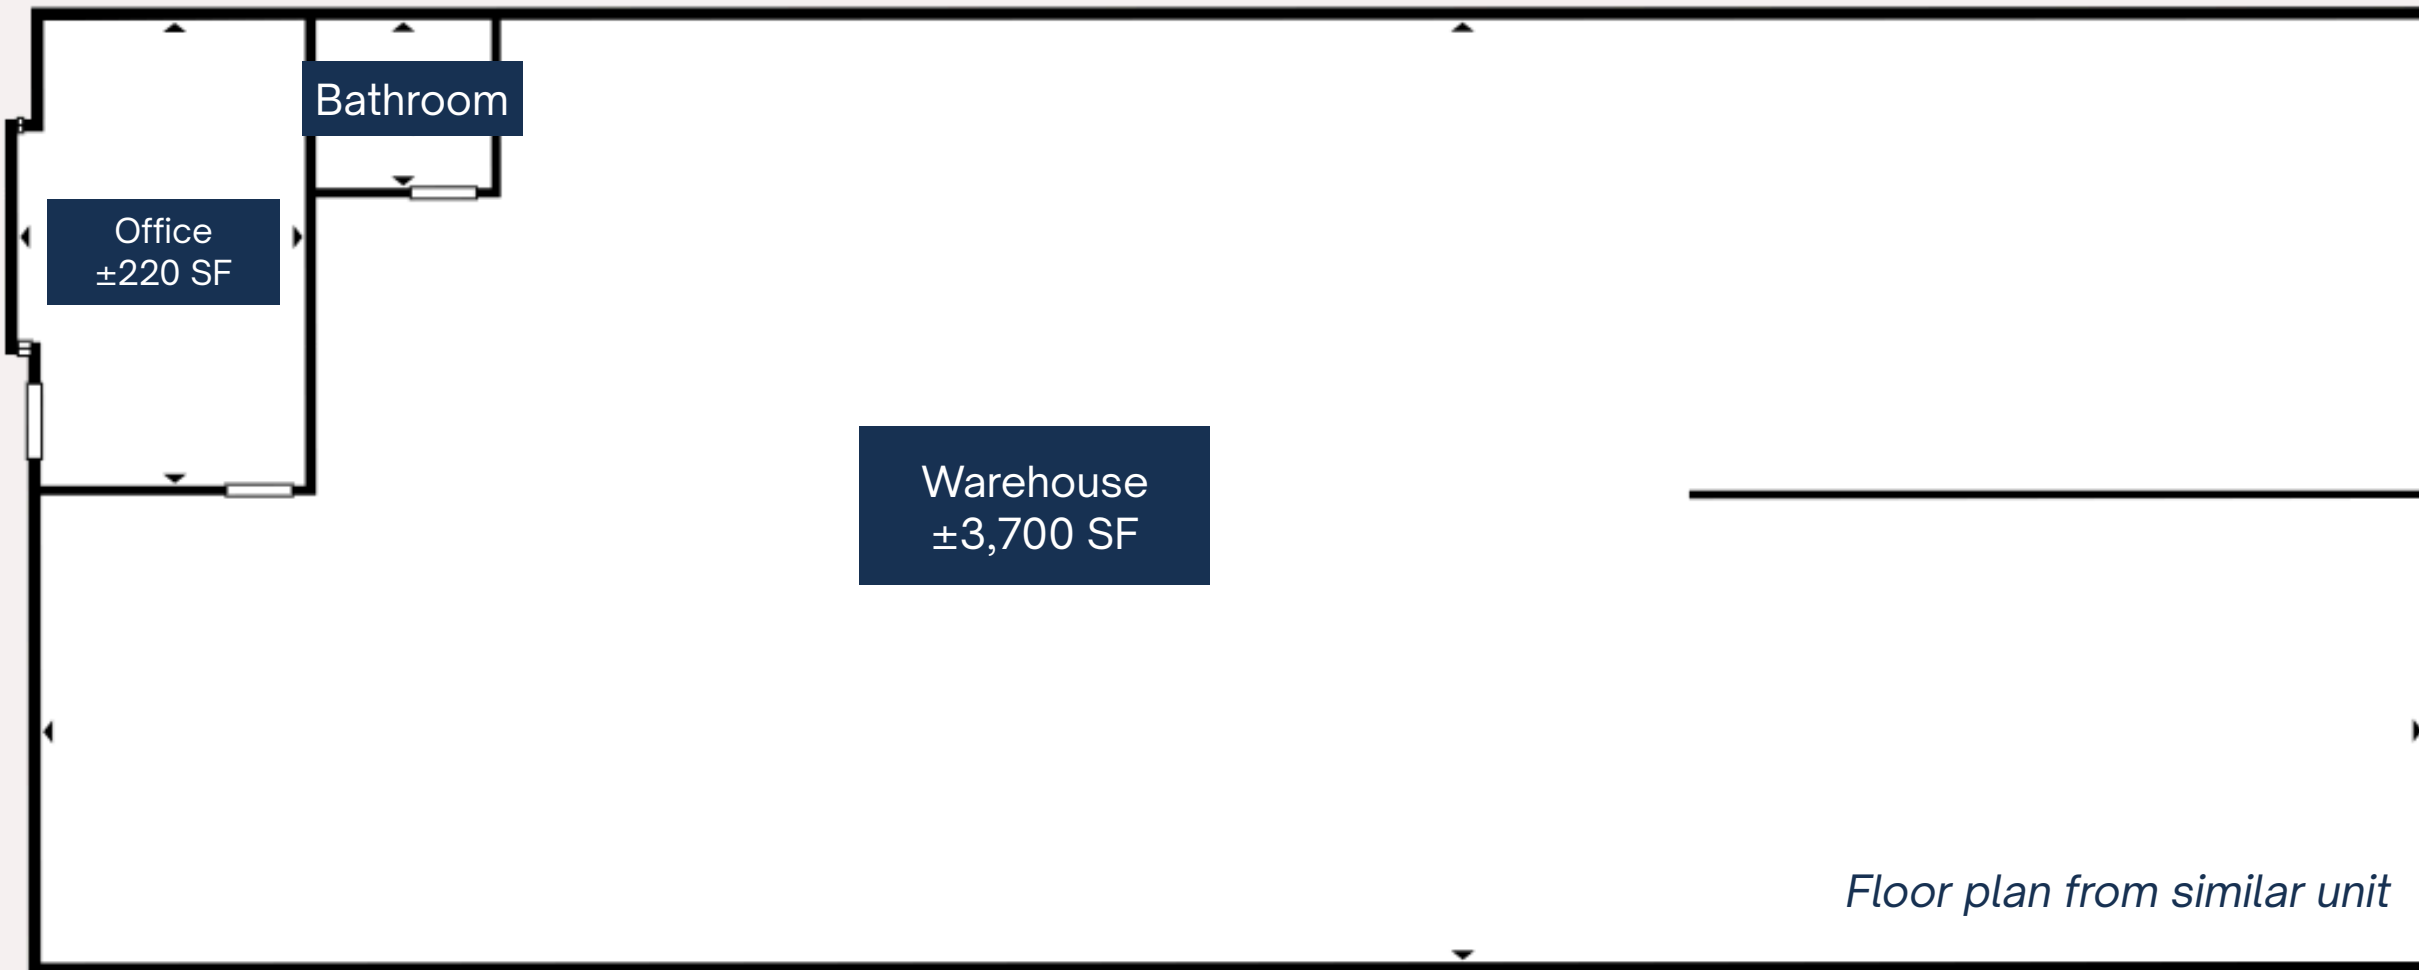 Bathroom
Office
±220 SF
Warehouse
±3,700 SF
Floor plan from similar unit